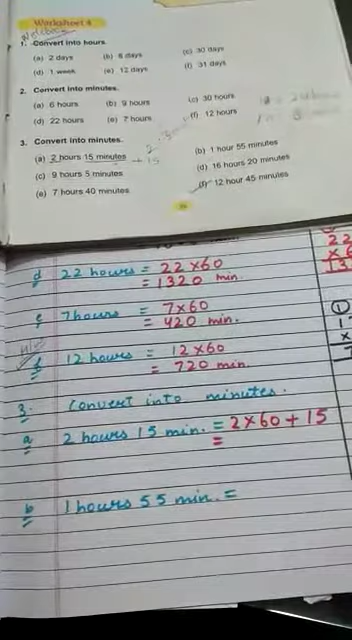 Worksheet 4
1. Convert into hours.
(a) 2 days (b) 8 days (c) 30 days
(d) 1 week (e) 12 days (f) 31 days
2. Convert into minutes.
(a) 6 hours (b) 9 hours (c) 30 hours
(d) 22 hours (e) 7 hours (f) 12 hours
3. Convert into minutes.
(a) 2 hours 15 minutes (b) 1 hour 55 minutes
(c) 9 hours 5 minutes (d) 16 hours 20 minutes
(e) 7 hours 40 minutes (f) 12 hour 45 minutes
d 22 hours = 22 x 60
= 1320 min.
e 7 hours = 7 x 60
= 420 min.
f 12 hours = 12 x 60
= 720 min.
3. Convert into minutes.
a 2 hours 15 min. = 2 x 60 + 15
=
b 1 hours 55 min. =